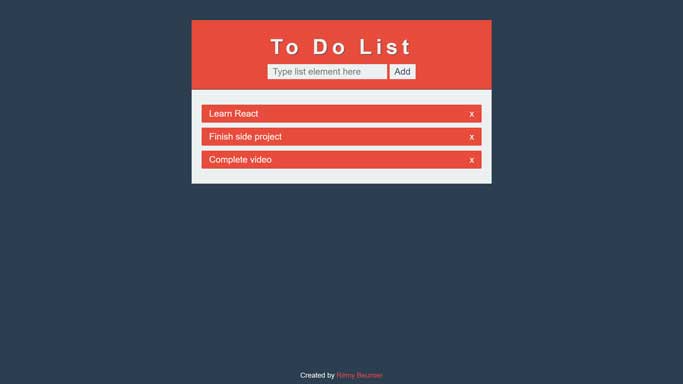 To Do List
Type list element here Add
Learn React x
Finish side project x
Complete video x
Created by Rémy Beumier